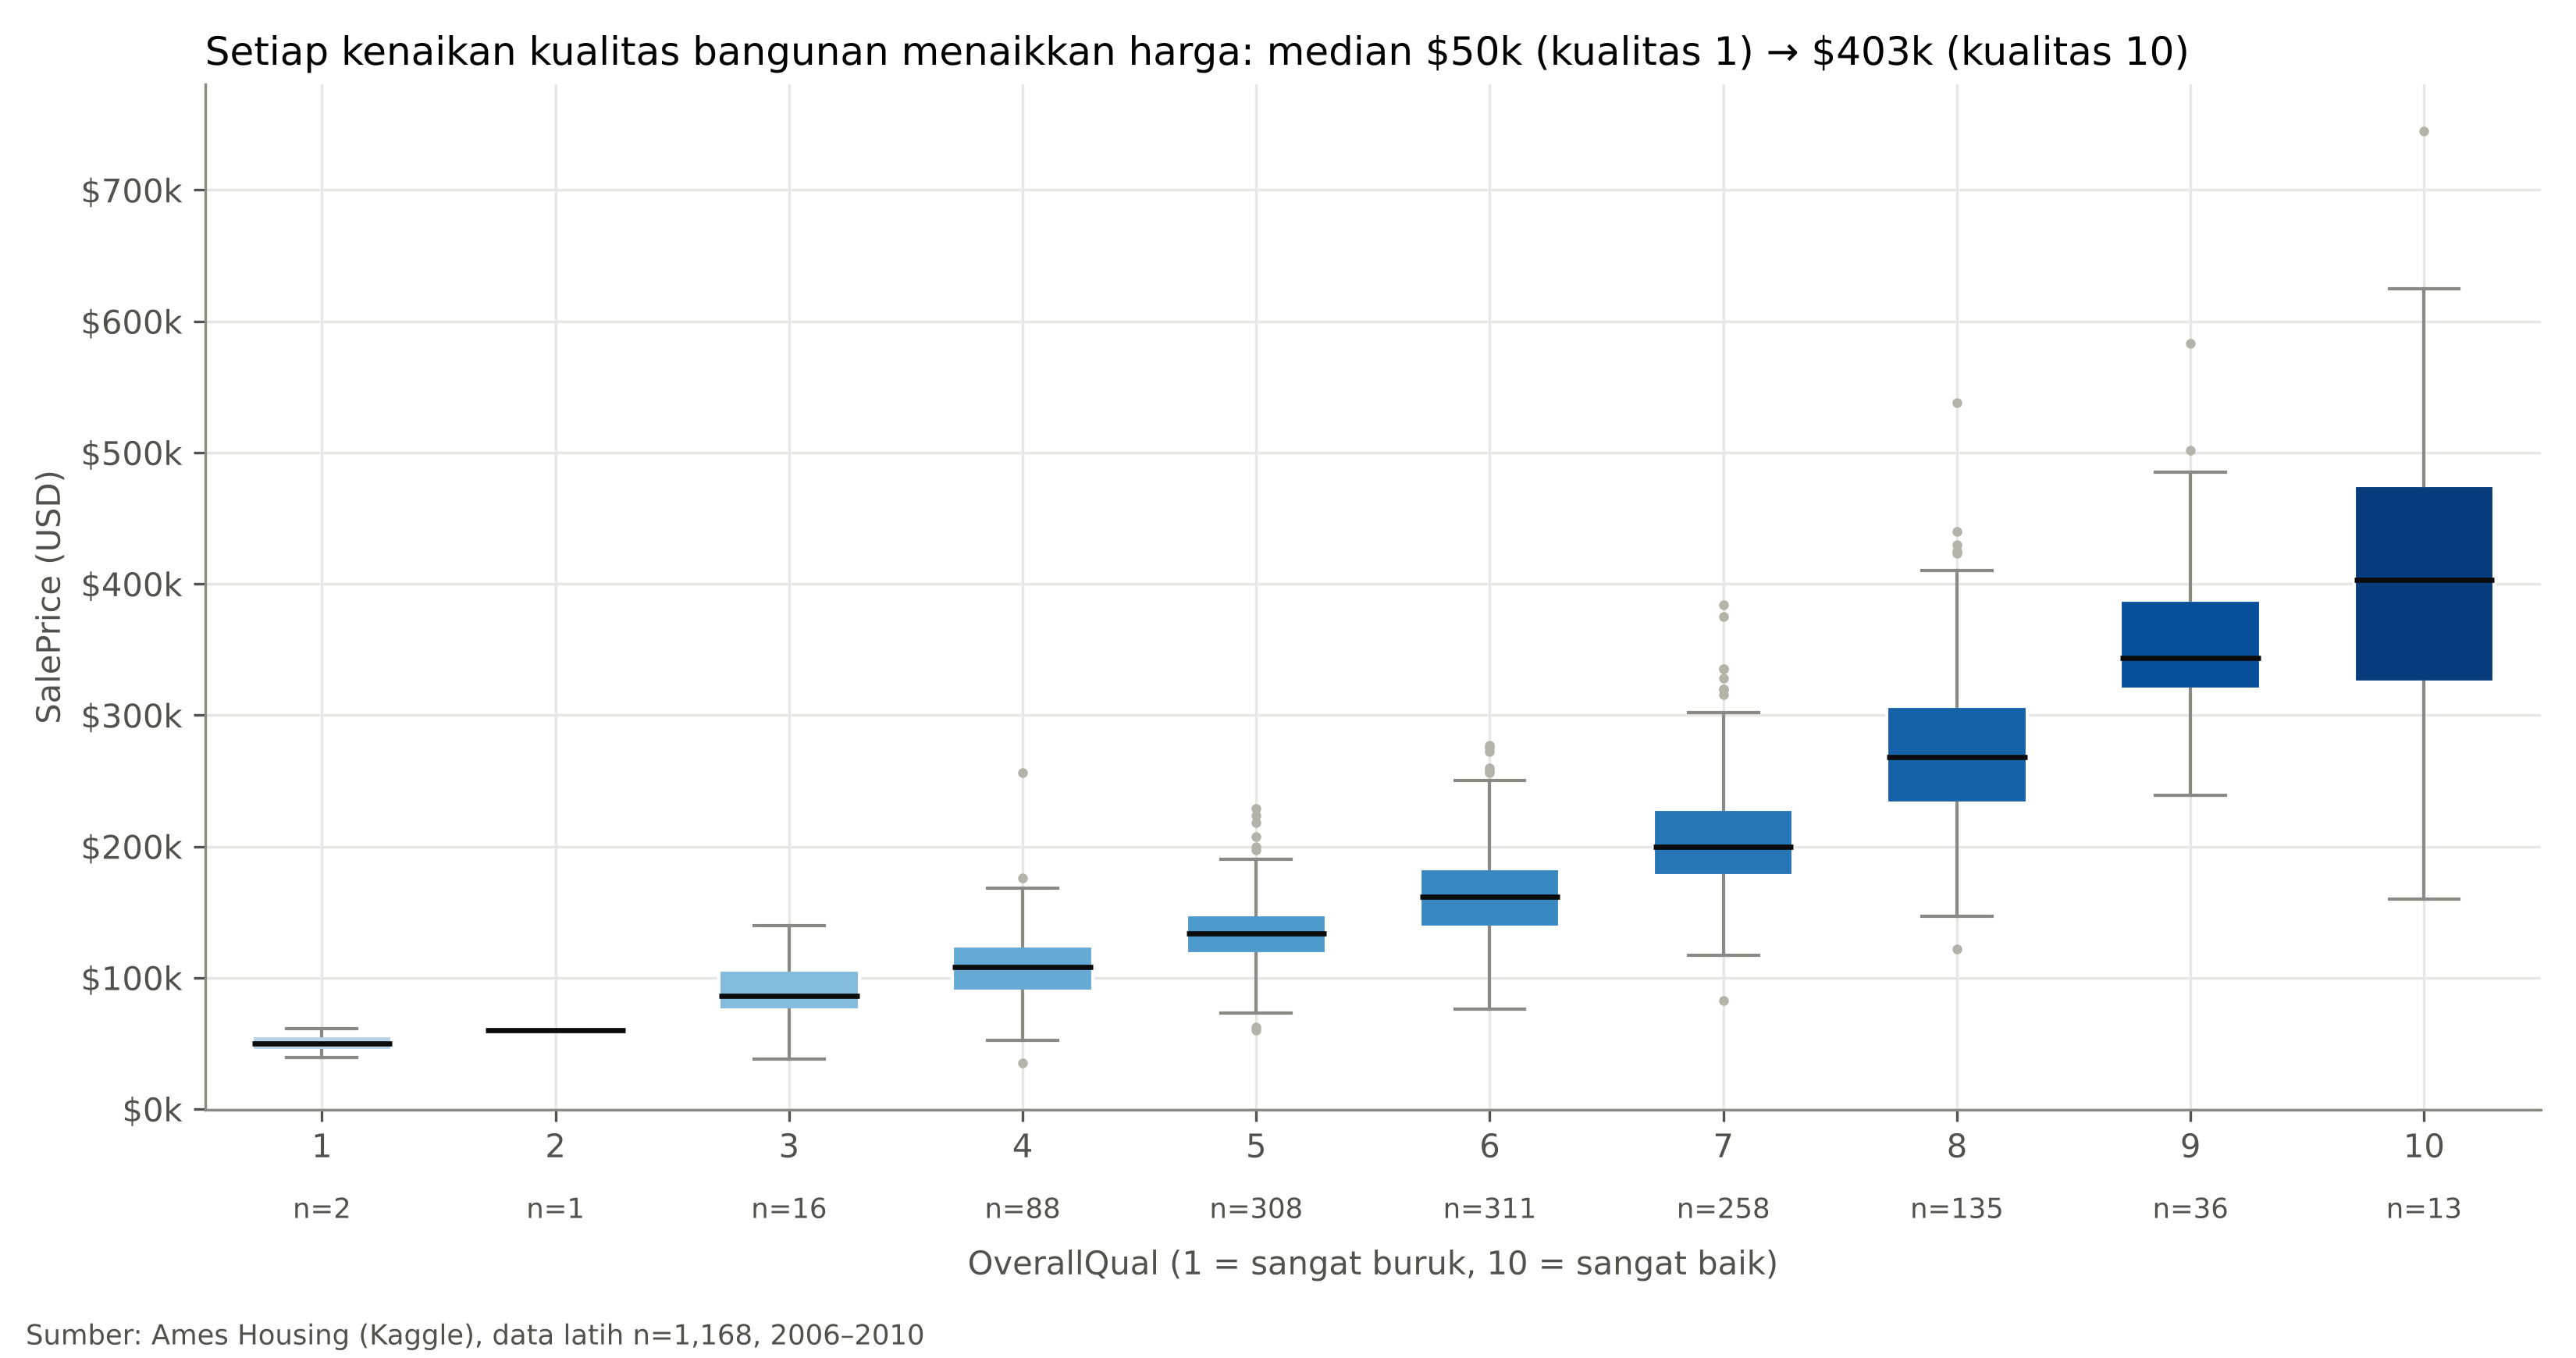 Setiap kenaikan kualitas bangunan menaikkan harga: median $50k (kualitas 1) → $403k (kualitas 10)
SalePrice (USD)
$700k
$600k
$500k
$400k
$300k
$200k
$100k
$0k
1 2 3 4 5 6 7 8 9 10
n=2 n=1 n=16 n=88 n=308 n=311 n=258 n=135 n=36 n=13
OverallQual (1 = sangat buruk, 10 = sangat baik)
Sumber: Ames Housing (Kaggle), data latih n=1,168, 2006–2010